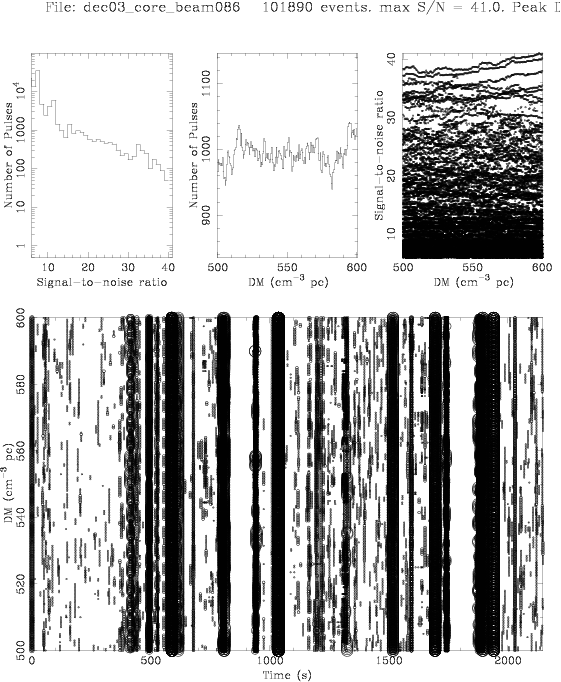 File: dec03_core_beam086 101890 events. max S/N = 41.0. Peak D
Number of Pulses
1 10 100 1000 10⁴
10 20 30 40
Signal-to-noise ratio
Number of Pulses
900 1000 1100
500 550 600
DM (cm⁻³ pc)
Signal-to-noise ratio
10 20 30 40
500 550 600
DM (cm⁻³ pc)
DM (cm⁻³ pc)
500 520 540 560 580 600
0 500 1000 1500 2000
Time (s)